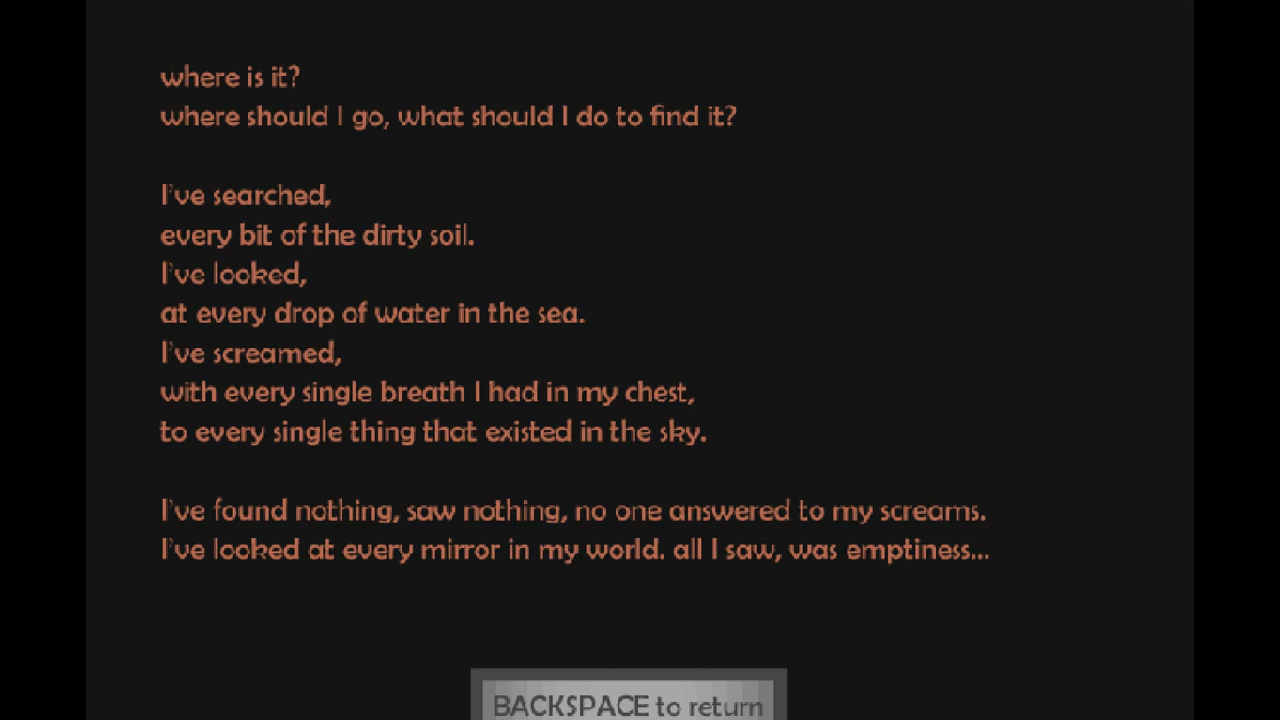 where is it?
where should I go, what should I do to find it?
I've searched,
every bit of the dirty soil.
I've looked,
at every drop of water in the sea.
I've screamed,
with every single breath I had in my chest,
to every single thing that existed in the sky.
I've found nothing, saw nothing, no one answered to my screams.
I've looked at every mirror in my world. all I saw, was emptiness...
BACKSPACE to return